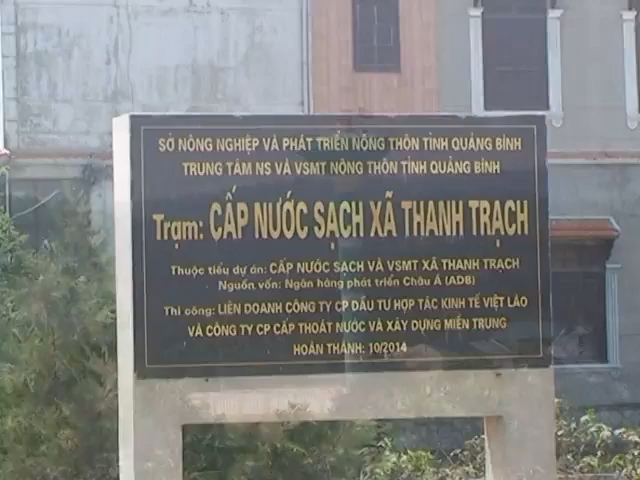 SỞ NÔNG NGHIỆP VÀ PHÁT TRIỂN NÔNG THÔN TỈNH QUẢNG BÌNH
TRUNG TÂM NS VÀ VSMT NÔNG THÔN TỈNH QUẢNG BÌNH
Trạm: CẤP NƯỚC SẠCH XÃ THANH TRẠCH
Thuộc tiểu dự án: CẤP NƯỚC SẠCH VÀ VSMT XÃ THANH TRẠCH
Nguồn vốn: Ngân hàng phát triển Châu Á (ADB)
Thi công: LIÊN DOANH CÔNG TY CP ĐẦU TƯ HỢP TÁC KINH TẾ VIỆT LÀO
VÀ CÔNG TY CP CẤP THOÁT NƯỚC VÀ XÂY DỰNG MIỀN TRUNG
HOÀN THÀNH: 10/2014